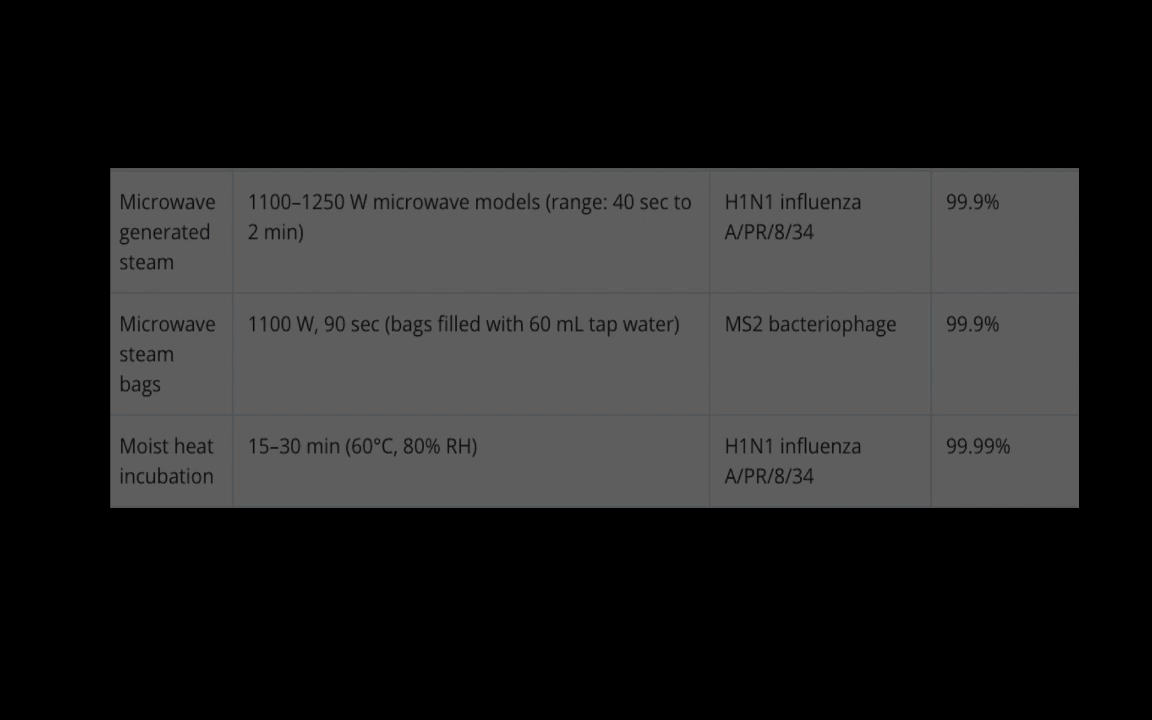 Microwave generated steam
1100–1250 W microwave models (range: 40 sec to 2 min)
H1N1 influenza A/PR/8/34
99.9%
Microwave steam bags
1100 W, 90 sec (bags filled with 60 mL tap water)
MS2 bacteriophage
99.9%
Moist heat incubation
15–30 min (60°C, 80% RH)
H1N1 influenza A/PR/8/34
99.99%